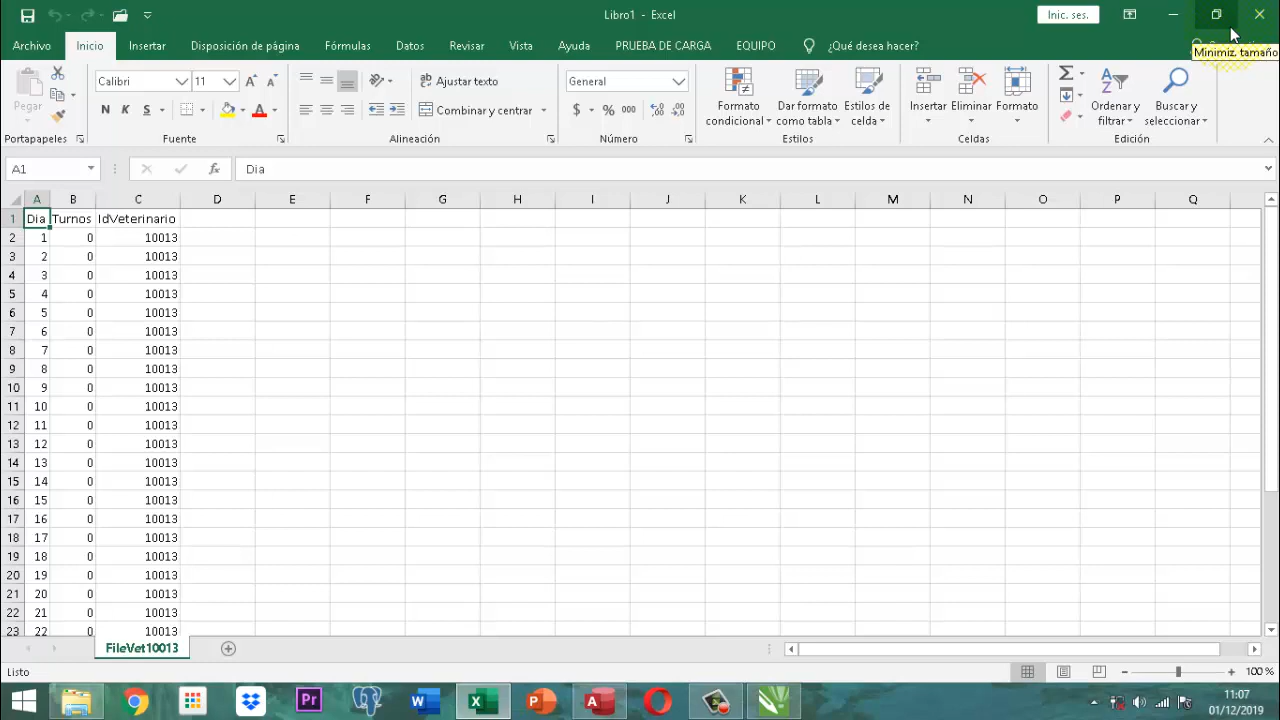 Libro1 - Excel
Inic. ses.
Archivo Inicio Insertar Disposición de página Fórmulas Datos Revisar Vista Ayuda PRUEBA DE CARGA EQUIPO ¿Qué desea hacer?
Minimiz. tamaño
Pegar
Calibri 11
N K S
Ajustar texto
Combinar y centrar
General
$ % 000
Formato condicional
Dar formato como tabla
Estilos de celda
Insertar Eliminar Formato
Ordenar y filtrar
Buscar y seleccionar
Portapapeles Fuente Alineación Número Estilos Celdas Edición
A1 fx Dia
A B C D E F G H I J K L M N O P Q
1 Dia Turnos IdVeterinario
2 1 0 10013
3 2 0 10013
4 3 0 10013
5 4 0 10013
6 5 0 10013
7 6 0 10013
8 7 0 10013
9 8 0 10013
10 9 0 10013
11 10 0 10013
12 11 0 10013
13 12 0 10013
14 13 0 10013
15 14 0 10013
16 15 0 10013
17 16 0 10013
18 17 0 10013
19 18 0 10013
20 19 0 10013
21 20 0 10013
22 21 0 10013
23 22 0 10013
FileVet10013
Listo
100 %
11:07
01/12/2019